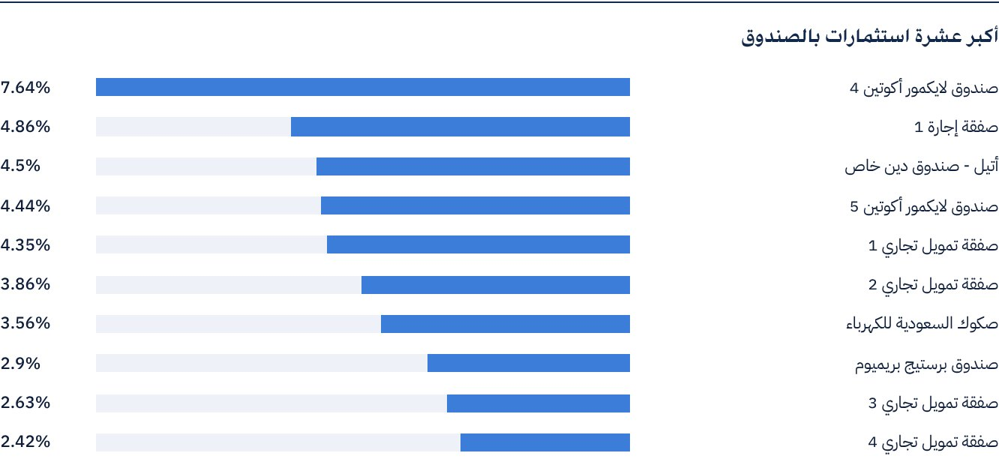 أكبر عشرة استثمارات بالصندوق
صندوق لايكمور أكوتين 4 7.64%
صفقة إجارة 1 4.86%
أتيل - صندوق دين خاص 4.5%
صندوق لايكمور أكوتين 5 4.44%
صفقة تمويل تجاري 1 4.35%
صفقة تمويل تجاري 2 3.86%
صكوك السعودية للكهرباء 3.56%
صندوق برستيج بريميوم 2.9%
صفقة تمويل تجاري 3 2.63%
صفقة تمويل تجاري 4 2.42%